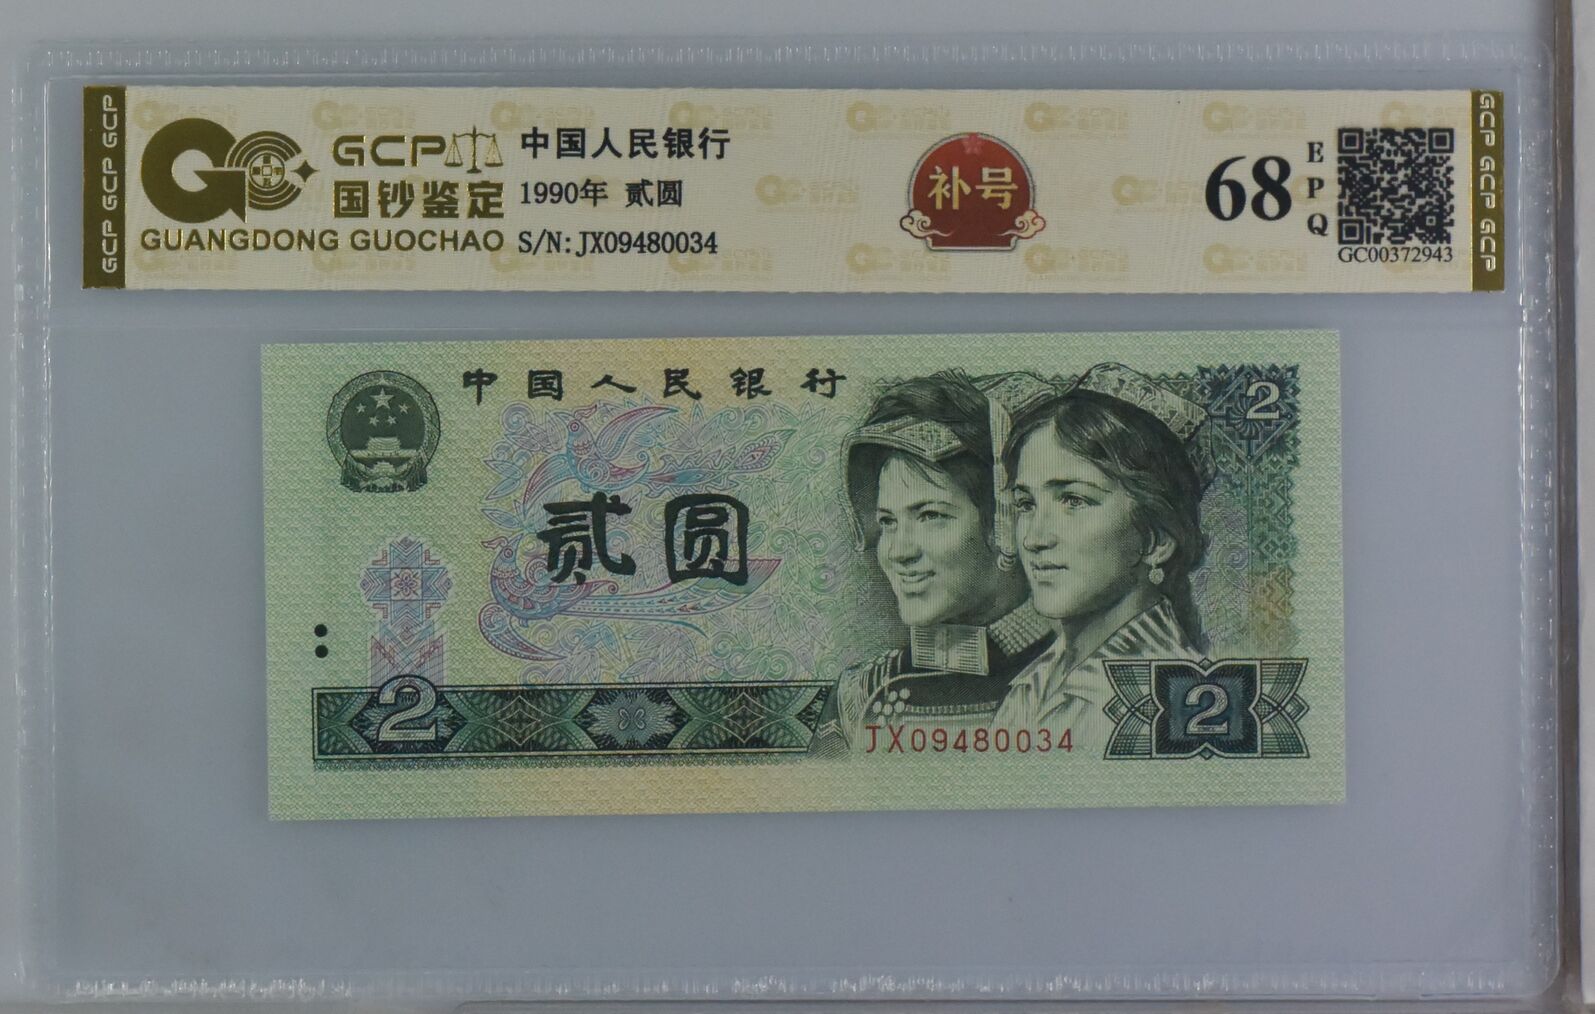 GCP GCP GCP
GCP
国钞鉴定
GUANGDONG GUOCHAO
中国人民银行
1990年 贰圆
S/N: JX09480034
补号
68
EPQ
GC00372943
GCP GCP GCP
中国人民银行
2
贰圆
2
JX09480034
2